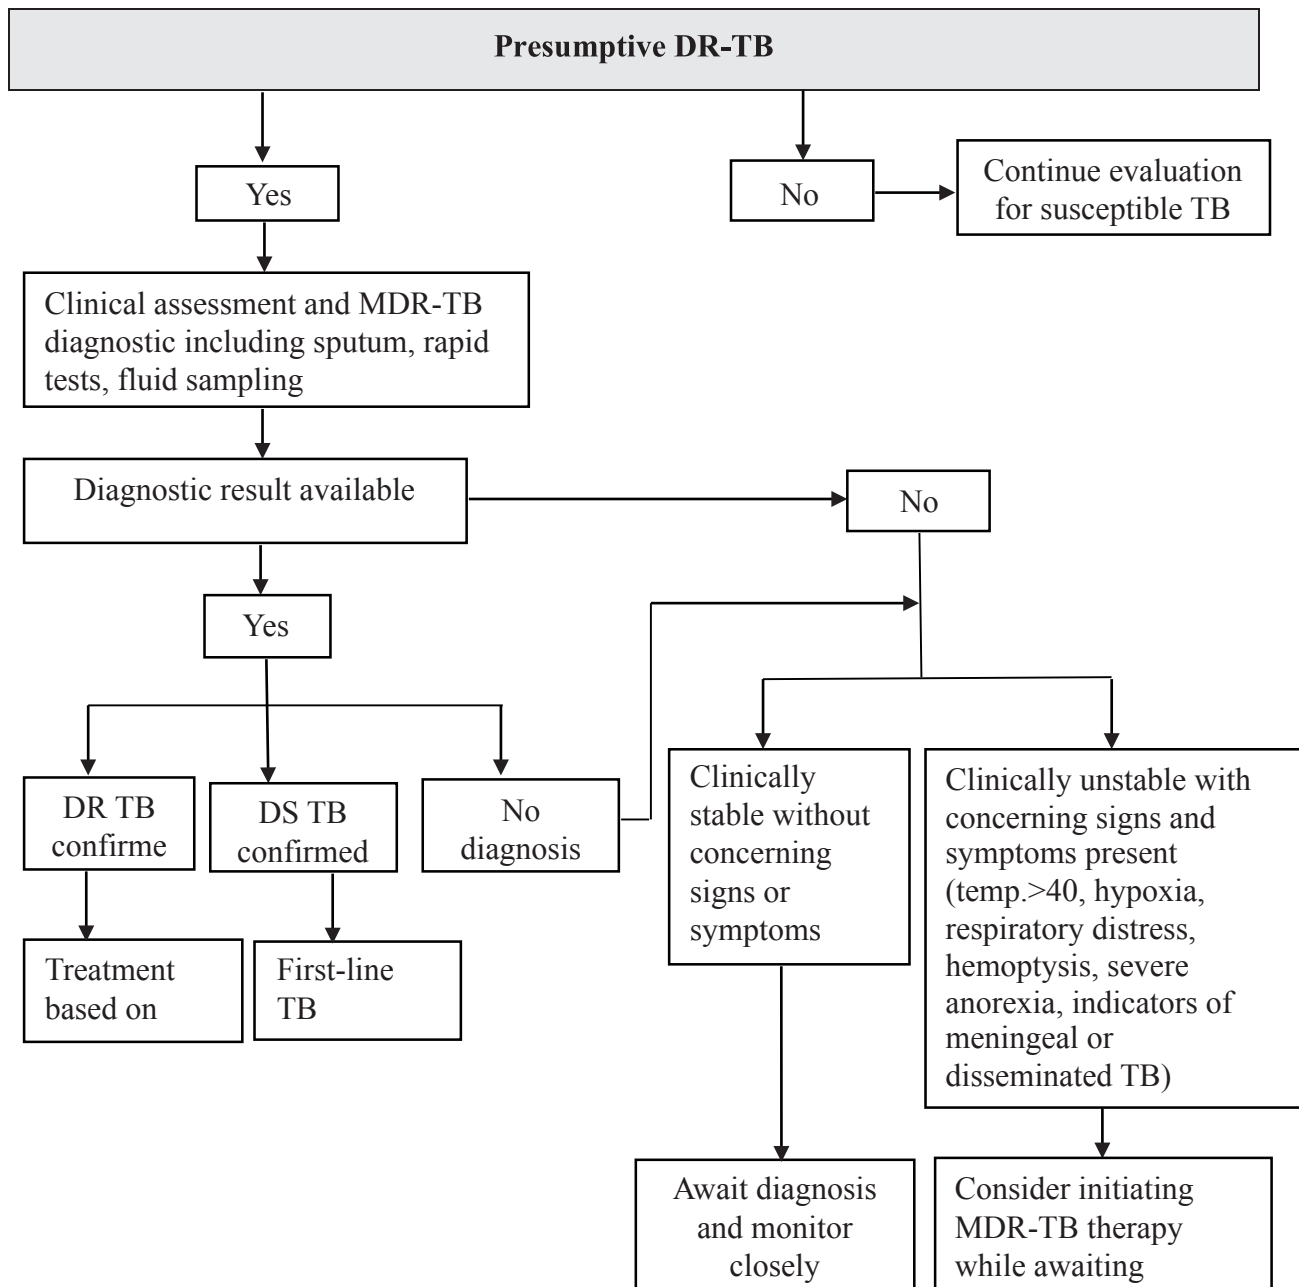 Presumptive DR-TB
Yes
No
Continue evaluation
for susceptible TB
Clinical assessment and MDR-TB
diagnostic including sputum, rapid
tests, fluid sampling
Diagnostic result available
No
Yes
DR TB
confirme
DS TB
confirmed
No
diagnosis
Clinically
stable without
concerning
signs or
symptoms
Clinically unstable with
concerning signs and
symptoms present
(temp.>40, hypoxia,
respiratory distress,
hemoptysis, severe
anorexia, indicators of
meningeal or
disseminated TB)
Treatment
based on
First-line
TB
Await diagnosis
and monitor
closely
Consider initiating
MDR-TB therapy
while awaiting